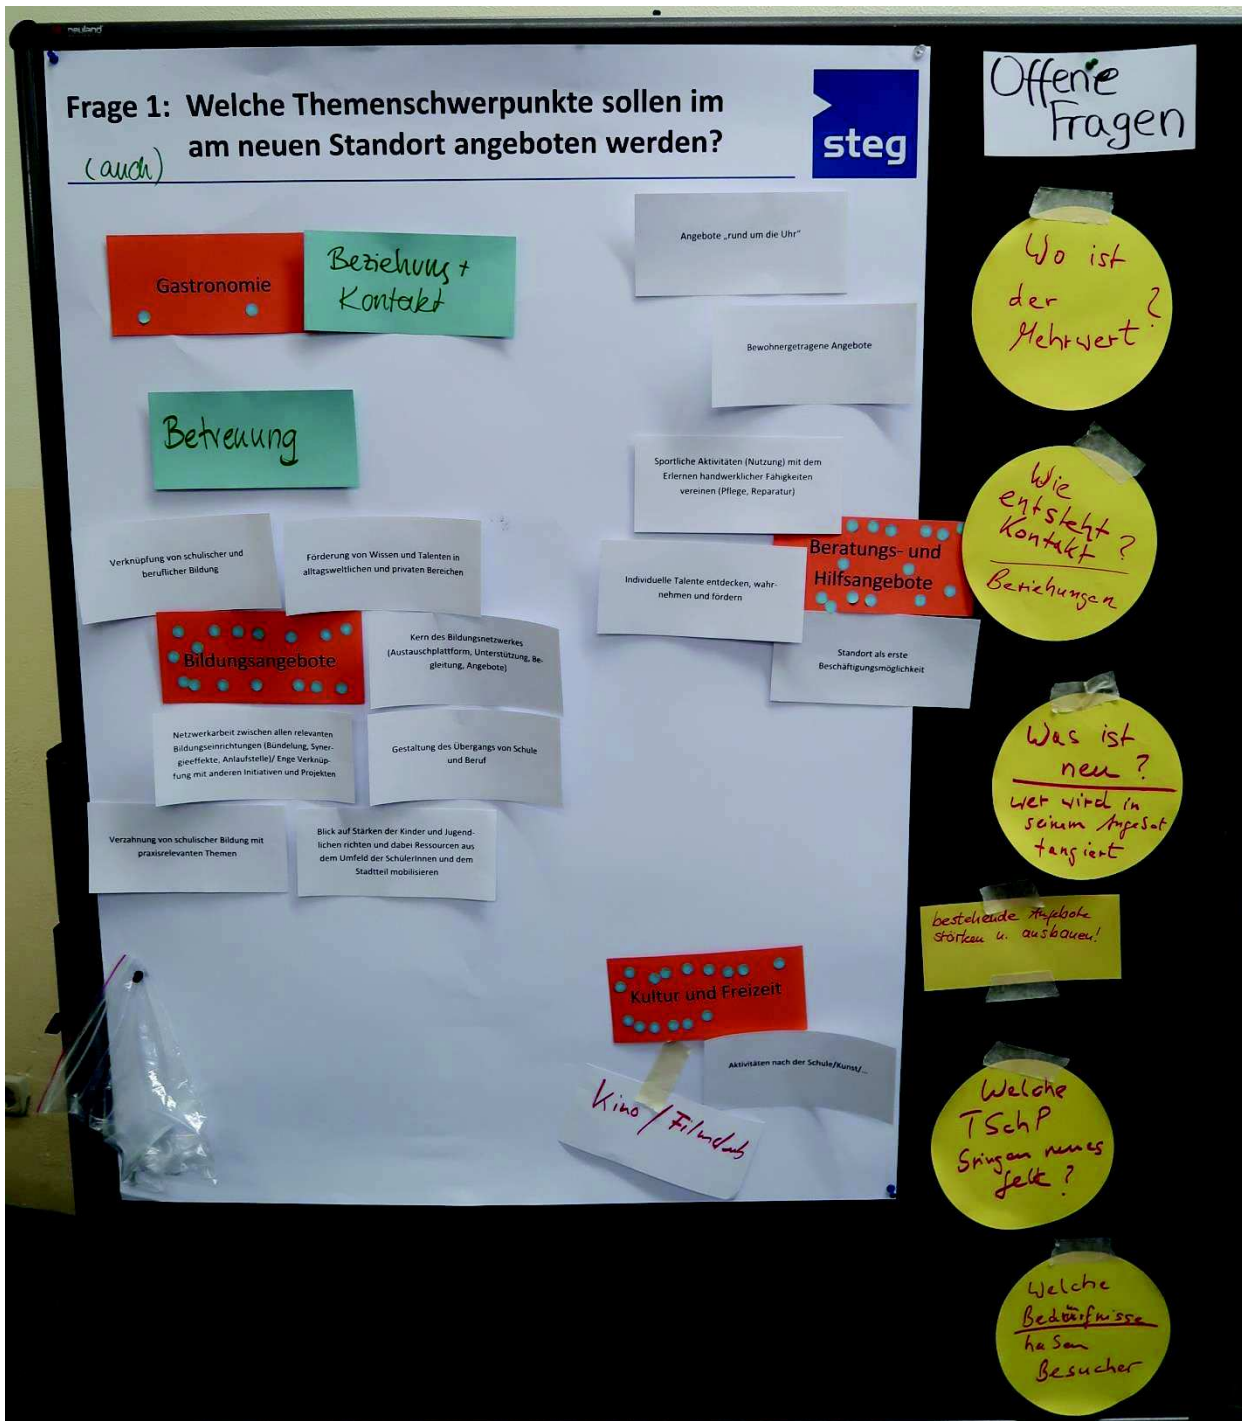 neuland
Frage 1: Welche Themenschwerpunkte sollen im
am neuen Standort angeboten werden?
(auch)
steg
Gastronomie
Beziehung +
Kontakt
Betreuung
Verknüpfung von schulischer und
beruflicher Bildung
Förderung von Wissen und Talenten in
alltagsweltlichen und privaten Bereichen
Bildungsangebote
Kern des Bildungsnetzwerkes
(Austauschplattform, Unterstützung, Be-
gleitung, Angebote)
Netzwerkarbeit zwischen allen relevanten
Bildungseinrichtungen (Bündelung, Syner-
gieeffekte, Anlaufstelle)/ Enge Verknüp-
fung mit anderen Initiativen und Projekten
Gestaltung des Übergangs von Schule
und Beruf
Verzahnung von schulischer Bildung mit
praxisrelevanten Themen
Blick auf Stärken der Kinder und Jugend-
lichen richten und dabei Ressourcen aus
dem Umfeld der SchülerInnen und dem
Stadtteil mobilisieren
Angebote „rund um die Uhr"
Bewohnergetragene Angebote
Sportliche Aktivitäten (Nutzung) mit dem
Erlernen handwerklicher Fähigkeiten
vereinen (Pflege, Reparatur)
Beratungs- und
Hilfsangebote
Individuelle Talente entdecken, wahr-
nehmen und fördern
Standort als erste
Beschäftigungsmöglichkeit
Kultur und Freizeit
Aktivitäten nach der Schule/Kunst/...
Kino / Filmclub
Offene
Fragen
Wo ist
der
Mehrwert?
Wie
entsteht
Kontakt?
Beziehungen
Was ist
neu?
wer wird in
seinem Angebot
tangiert
bestehende Angebote
stärken u. ausbauen!
Welche
TSchP
bringen neues
Geld?
Welche
Bedürfnisse
haben
Besucher